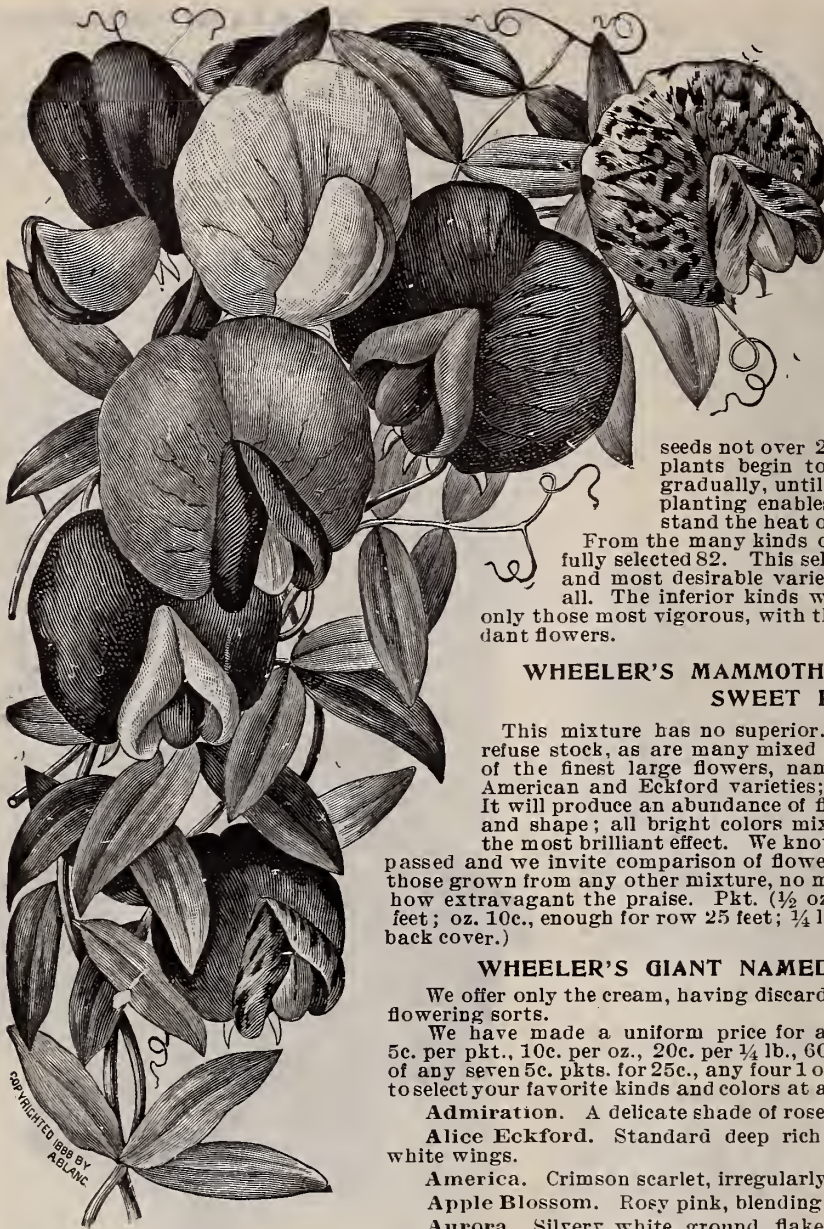 seeds not over 2
plants begin to
gradually, until
planting enable
stand the heat
From the many kinds
fully selected 82. This sel
and most desirable varie
all. The inferior kinds w
only those most vigorous, with th
dant flowers.
WHEELER'S MAMMOTH
SWEET
This mixture has no superior.
refuse stock, as are many mixed
of the finest large flowers, nam
American and Eckford varieties;
It will produce an abundance of fl
and shape; all bright colors mix
the most brilliant effect. We kno
passed and we invite comparison of flowe
those grown from any other mixture, no m
how extravagant the praise. Pkt. (½ oz
feet; oz. 10c., enough for row 25 feet; ¼ l
back cover.)
WHEELER'S GIANT NAMED
We offer only the cream, having discard
flowering sorts.
We have made a uniform price for a
5c. per pkt., 10c. per oz., 20c. per ¼ lb., 60
of any seven 5c. pkts. for 25c., any four 1 o
to select your favorite kinds and colors at a
Admiration. A delicate shade of rose
Alice Eckford. Standard deep rich
white wings.
America. Crimson scarlet, irregularly
Apple Blossom. Rosy pink, blending
Aurora. Silvery white ground, flake
COPYRIGHTED 1888 BY
A. BLANC.